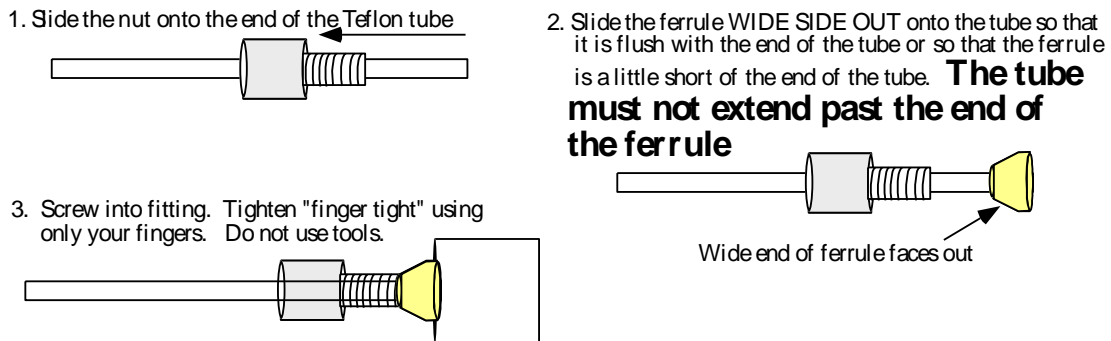 1. Slide the nut onto the end of the Teflon tube
2. Slide the ferrule WIDE SIDE OUT onto the tube so that
it is flush with the end of the tube or so that the ferrule
is a little short of the end of the tube. The tube
must not extend past the end of
the ferrule
Wide end of ferrule faces out
3. Screw into fitting. Tighten "finger tight" using
only your fingers. Do not use tools.